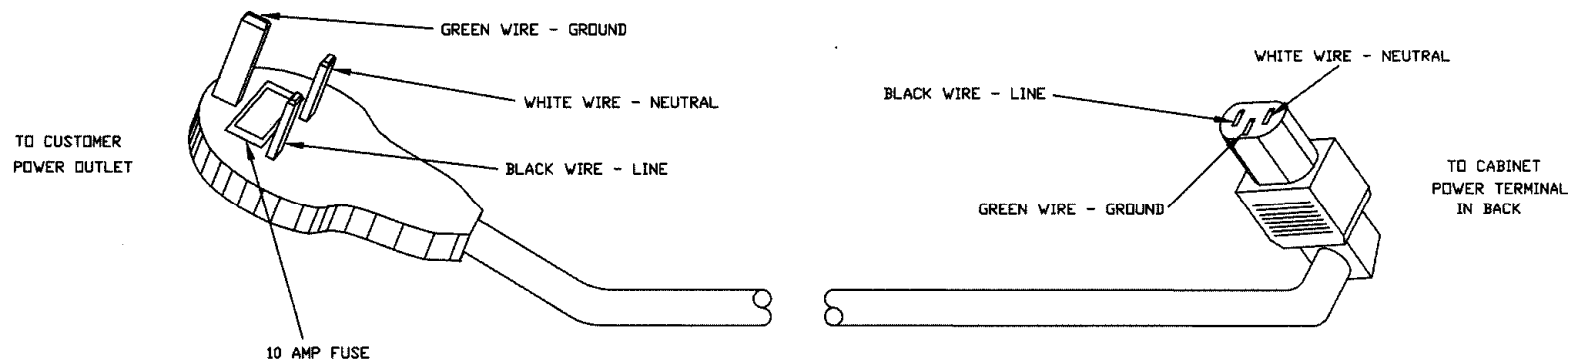 GREEN WIRE - GROUND
WHITE WIRE - NEUTRAL
TO CUSTOMER
POWER OUTLET
BLACK WIRE - LINE
10 AMP FUSE
WHITE WIRE - NEUTRAL
BLACK WIRE - LINE
GREEN WIRE - GROUND
TO CABINET
POWER TERMINAL
IN BACK